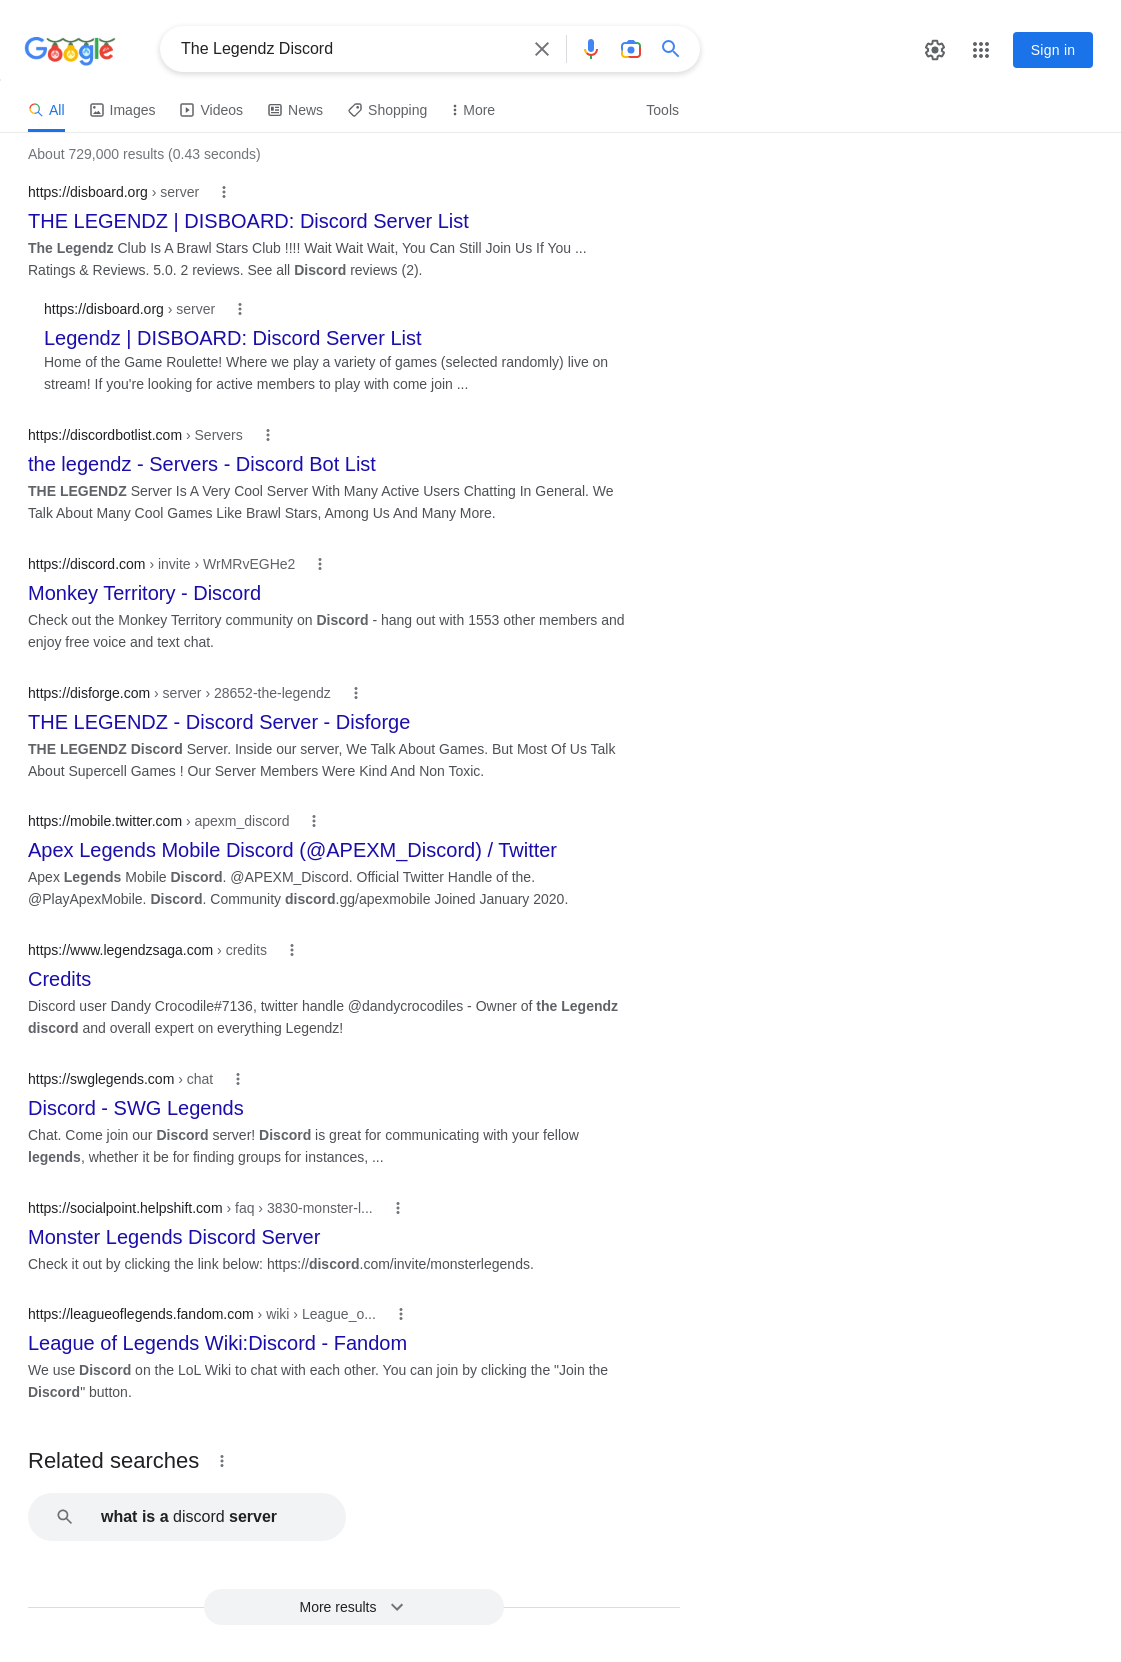 Google
The Legendz Discord
Sign in
All Images Videos News Shopping More Tools
About 729,000 results (0.43 seconds)
https://disboard.org › server
THE LEGENDZ | DISBOARD: Discord Server List
The Legendz Club Is A Brawl Stars Club !!!! Wait Wait Wait, You Can Still Join Us If You ...
Ratings & Reviews. 5.0. 2 reviews. See all Discord reviews (2).
https://disboard.org › server
Legendz | DISBOARD: Discord Server List
Home of the Game Roulette! Where we play a variety of games (selected randomly) live on
stream! If you're looking for active members to play with come join ...
https://discordbotlist.com › Servers
the legendz - Servers - Discord Bot List
THE LEGENDZ Server Is A Very Cool Server With Many Active Users Chatting In General. We
Talk About Many Cool Games Like Brawl Stars, Among Us And Many More.
https://discord.com › invite › WrMRvEGHe2
Monkey Territory - Discord
Check out the Monkey Territory community on Discord - hang out with 1553 other members and
enjoy free voice and text chat.
https://disforge.com › server › 28652-the-legendz
THE LEGENDZ - Discord Server - Disforge
THE LEGENDZ Discord Server. Inside our server, We Talk About Games. But Most Of Us Talk
About Supercell Games ! Our Server Members Were Kind And Non Toxic.
https://mobile.twitter.com › apexm_discord
Apex Legends Mobile Discord (@APEXM_Discord) / Twitter
Apex Legends Mobile Discord. @APEXM_Discord. Official Twitter Handle of the.
@PlayApexMobile. Discord. Community discord.gg/apexmobile Joined January 2020.
https://www.legendzsaga.com › credits
Credits
Discord user Dandy Crocodile#7136, twitter handle @dandycrocodiles - Owner of the Legendz
discord and overall expert on everything Legendz!
https://swglegends.com › chat
Discord - SWG Legends
Chat. Come join our Discord server! Discord is great for communicating with your fellow
legends, whether it be for finding groups for instances, ...
https://socialpoint.helpshift.com › faq › 3830-monster-l...
Monster Legends Discord Server
Check it out by clicking the link below: https://discord.com/invite/monsterlegends.
https://leagueoflegends.fandom.com › wiki › League_o...
League of Legends Wiki:Discord - Fandom
We use Discord on the LoL Wiki to chat with each other. You can join by clicking the "Join the
Discord" button.
Related searches
what is a discord server
More results